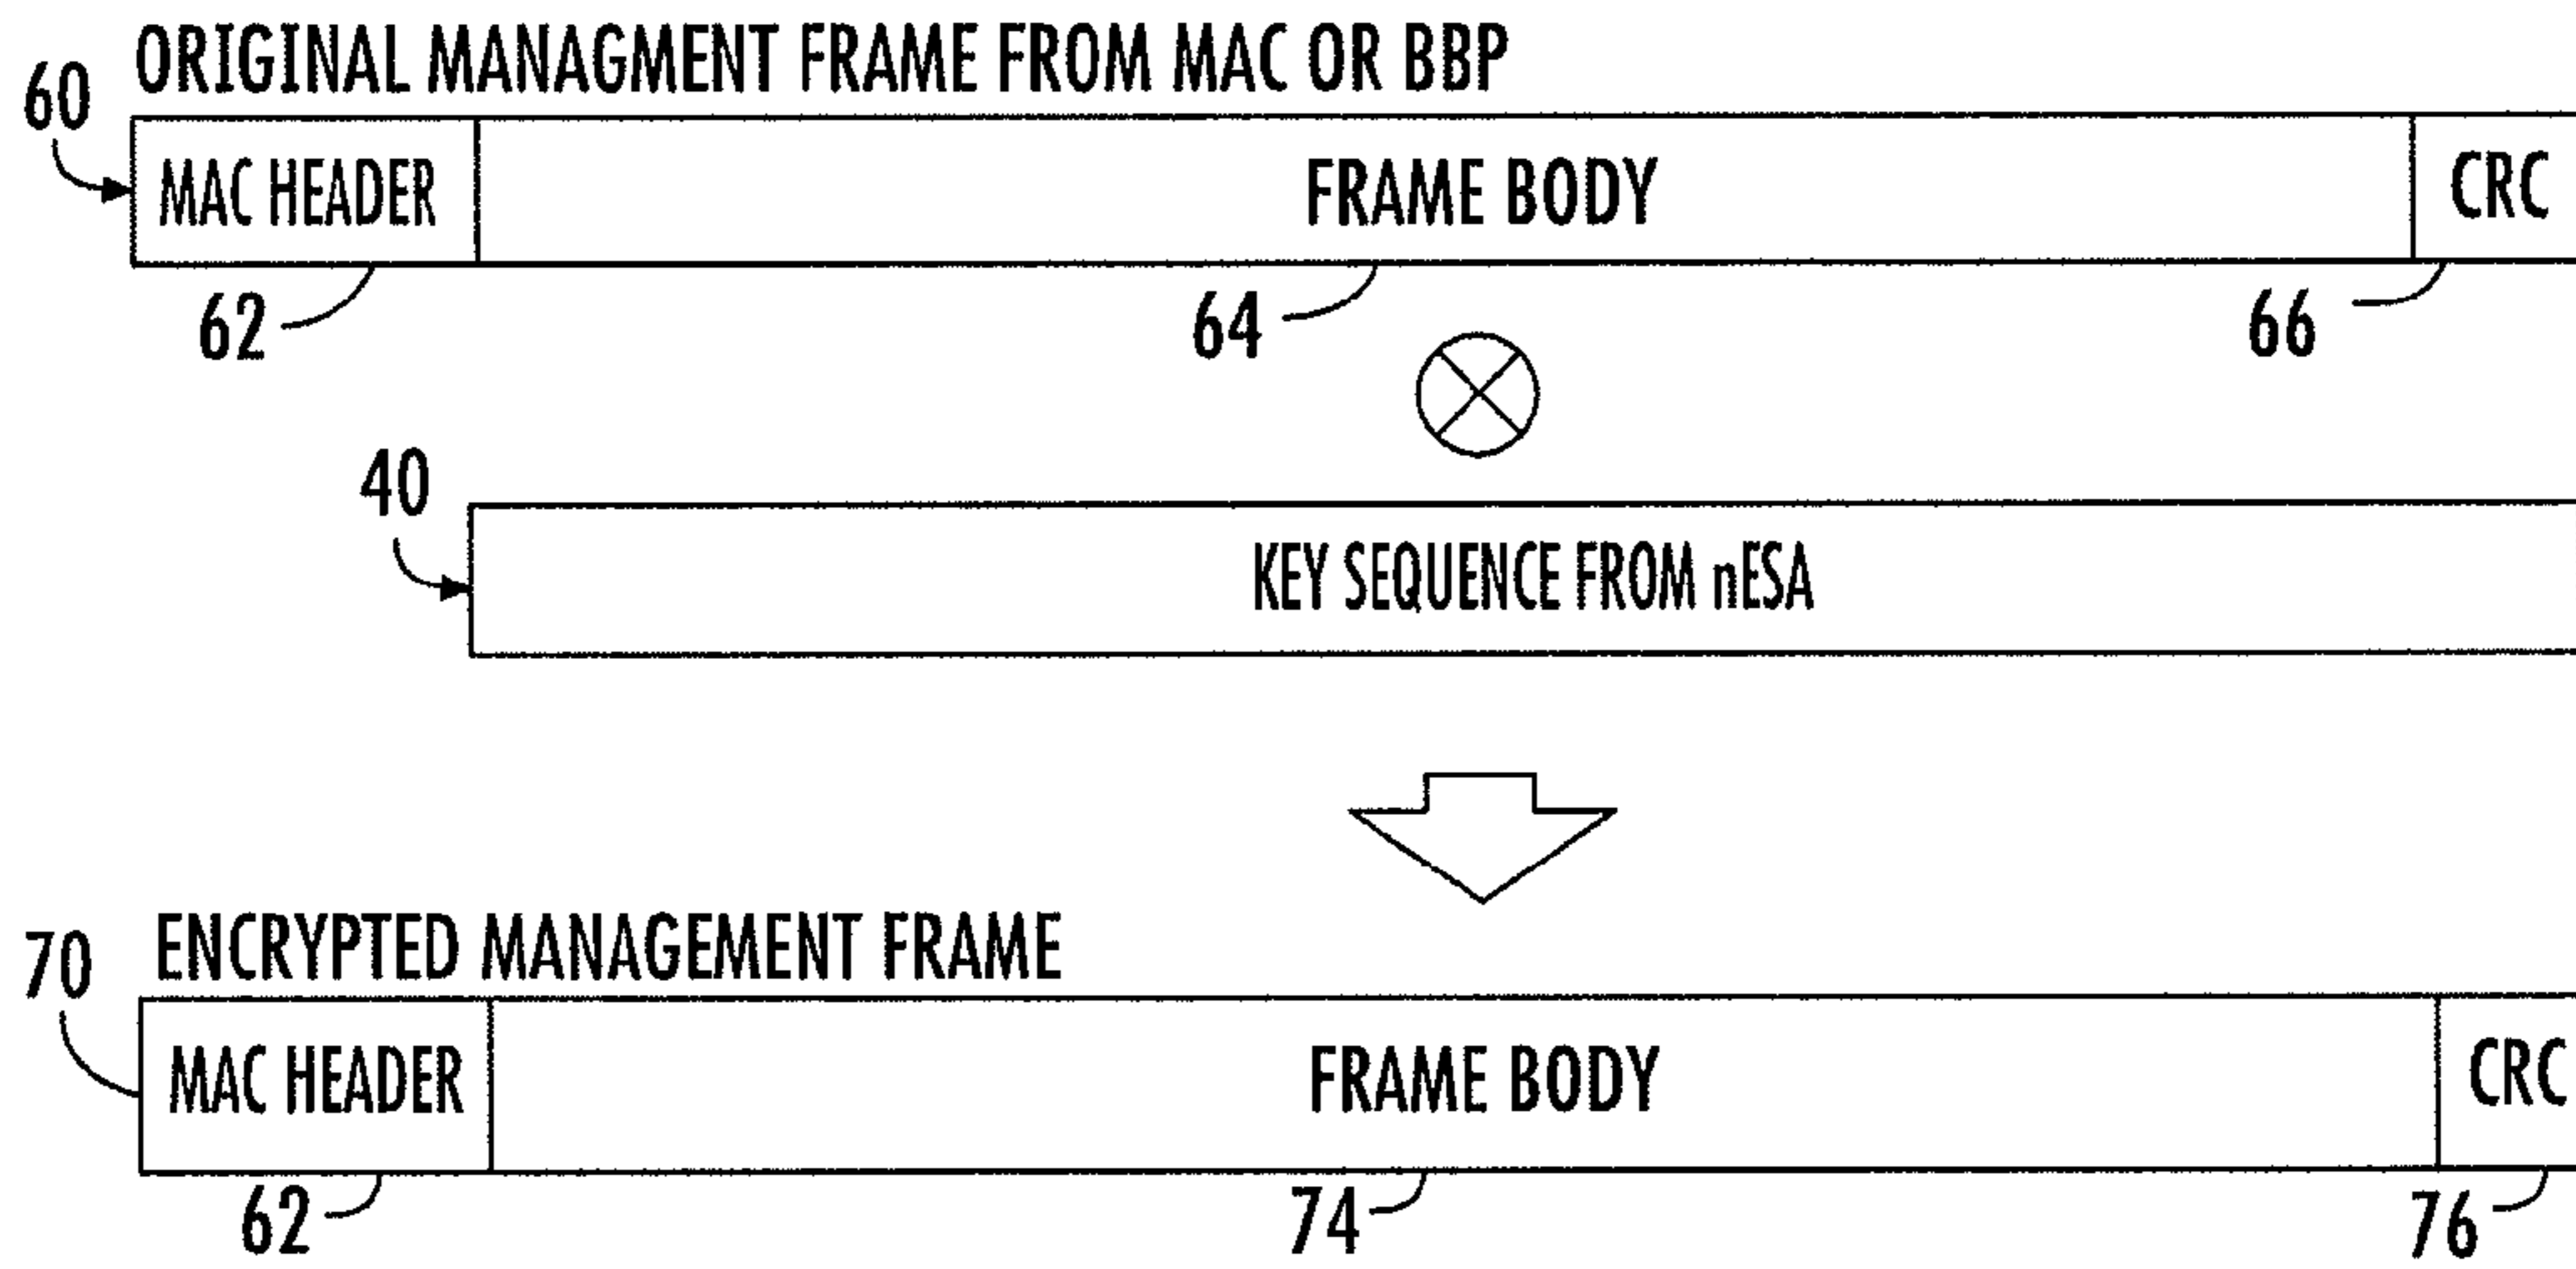 ORIGINAL MANAGMENT FRAME FROM MAC OR BBP
60
MAC HEADER FRAME BODY CRC
62 64 66
40
KEY SEQUENCE FROM nESA
ENCRYPTED MANAGEMENT FRAME
70
MAC HEADER FRAME BODY CRC
62 74 76